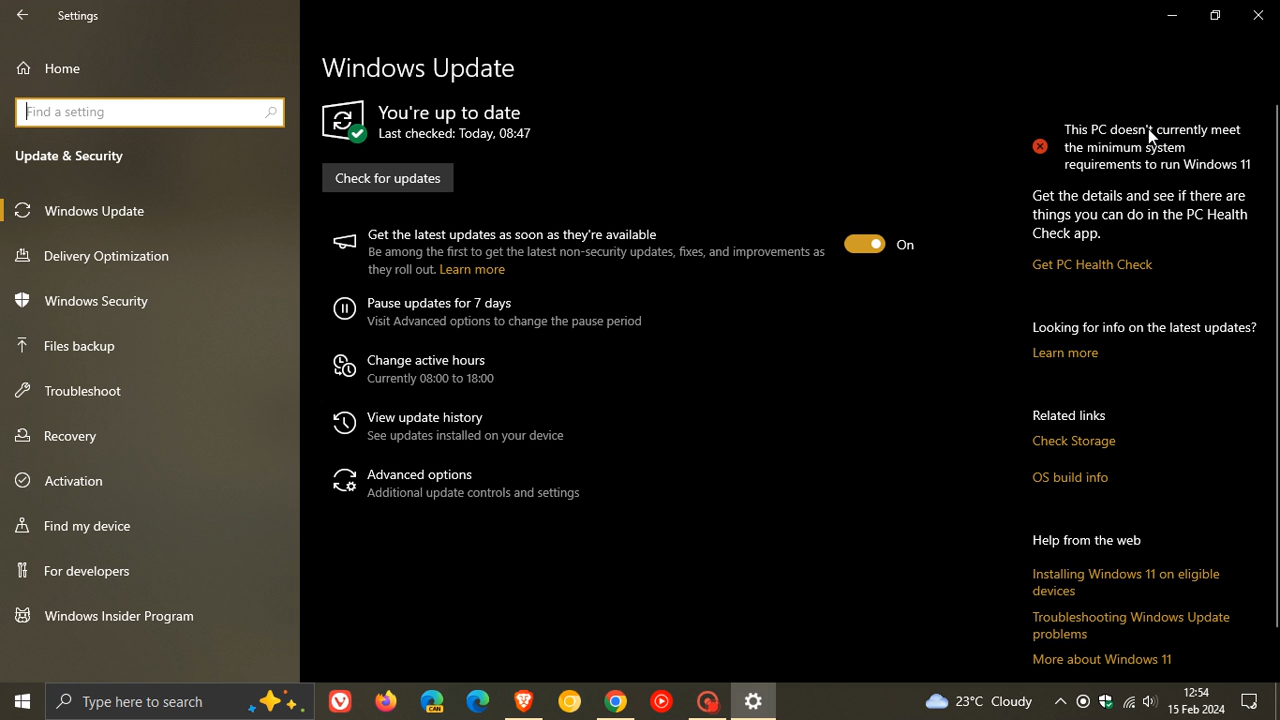 Settings
Home
Find a setting
Update & Security
Windows Update
Delivery Optimization
Windows Security
Files backup
Troubleshoot
Recovery
Activation
Find my device
For developers
Windows Insider Program
Windows Update
You're up to date
Last checked: Today, 08:47
Check for updates
Get the latest updates as soon as they're available
Be among the first to get the latest non-security updates, fixes, and improvements as
they roll out. Learn more
On
Pause updates for 7 days
Visit Advanced options to change the pause period
Change active hours
Currently 08:00 to 18:00
View update history
See updates installed on your device
Advanced options
Additional update controls and settings
This PC doesn't currently meet
the minimum system
requirements to run Windows 11
Get the details and see if there are
things you can do in the PC Health
Check app.
Get PC Health Check
Looking for info on the latest updates?
Learn more
Related links
Check Storage
OS build info
Help from the web
Installing Windows 11 on eligible
devices
Troubleshooting Windows Update
problems
More about Windows 11
Type here to search
CAN
23°C Cloudy
12:54
15 Feb 2024